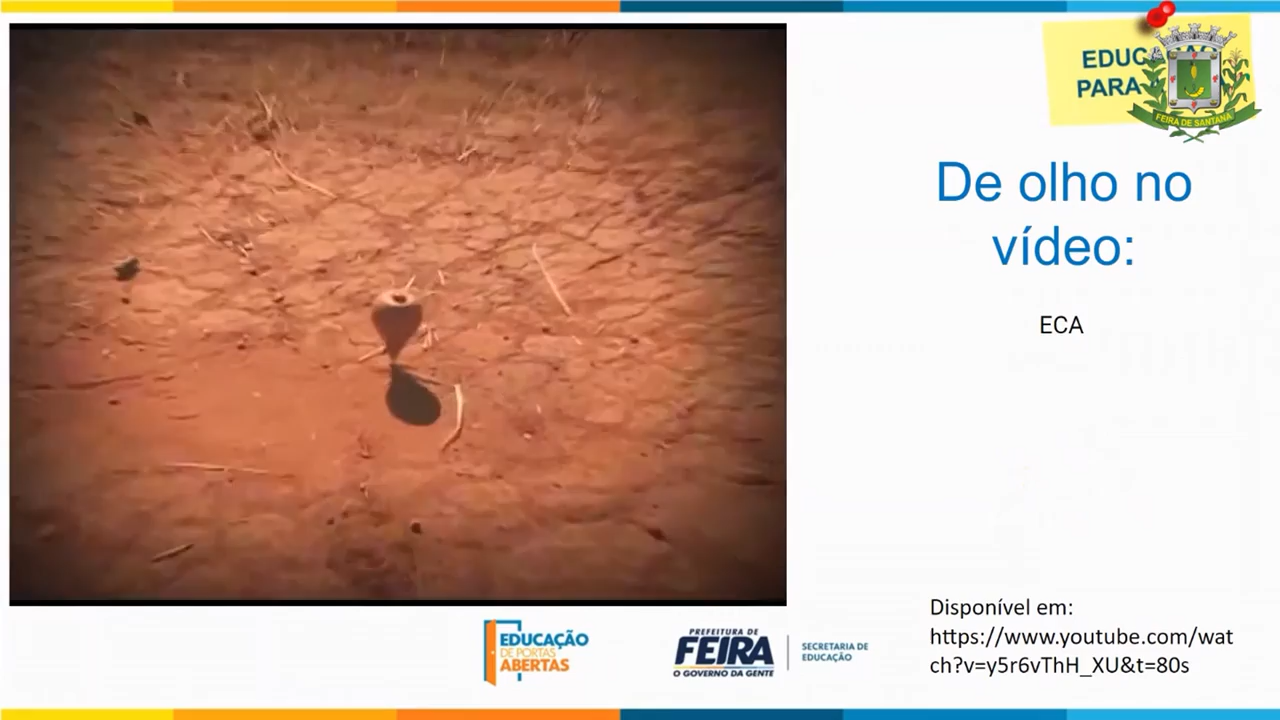 EDUC
PARA
FEIRA DE SANTANA
De olho no
vídeo:
ECA
EDUCAÇÃO
DE PORTAS
ABERTAS
PREFEITURA DE
FEIRA
O GOVERNO DA GENTE
SECRETARIA DE
EDUCAÇÃO
Disponível em:
https://www.youtube.com/wat
ch?v=y5r6vThH_XU&t=80s